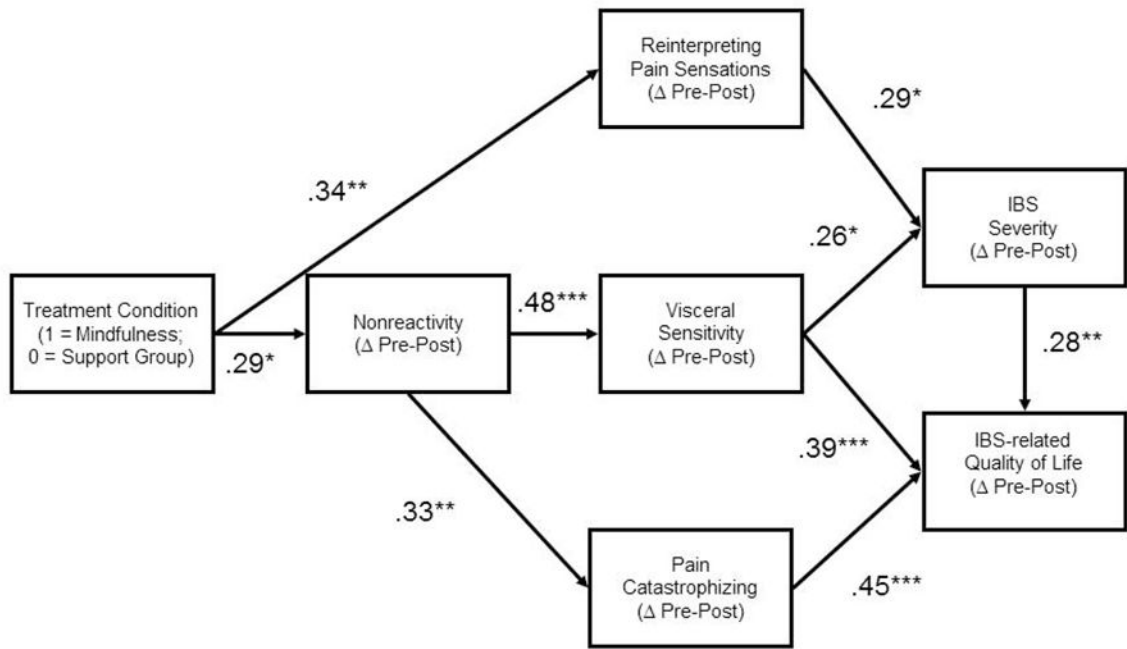 Reinterpreting
Pain Sensations
(Δ Pre-Post)
.29*
.34**
IBS
Severity
(Δ Pre-Post)
.26*
Treatment Condition
(1 = Mindfulness;
0 = Support Group)
.29*
Nonreactivity
(Δ Pre-Post)
.48***
Visceral
Sensitivity
(Δ Pre-Post)
.28**
.39***
IBS-related
Quality of Life
(Δ Pre-Post)
.33**
Pain
Catastrophizing
(Δ Pre-Post)
.45***